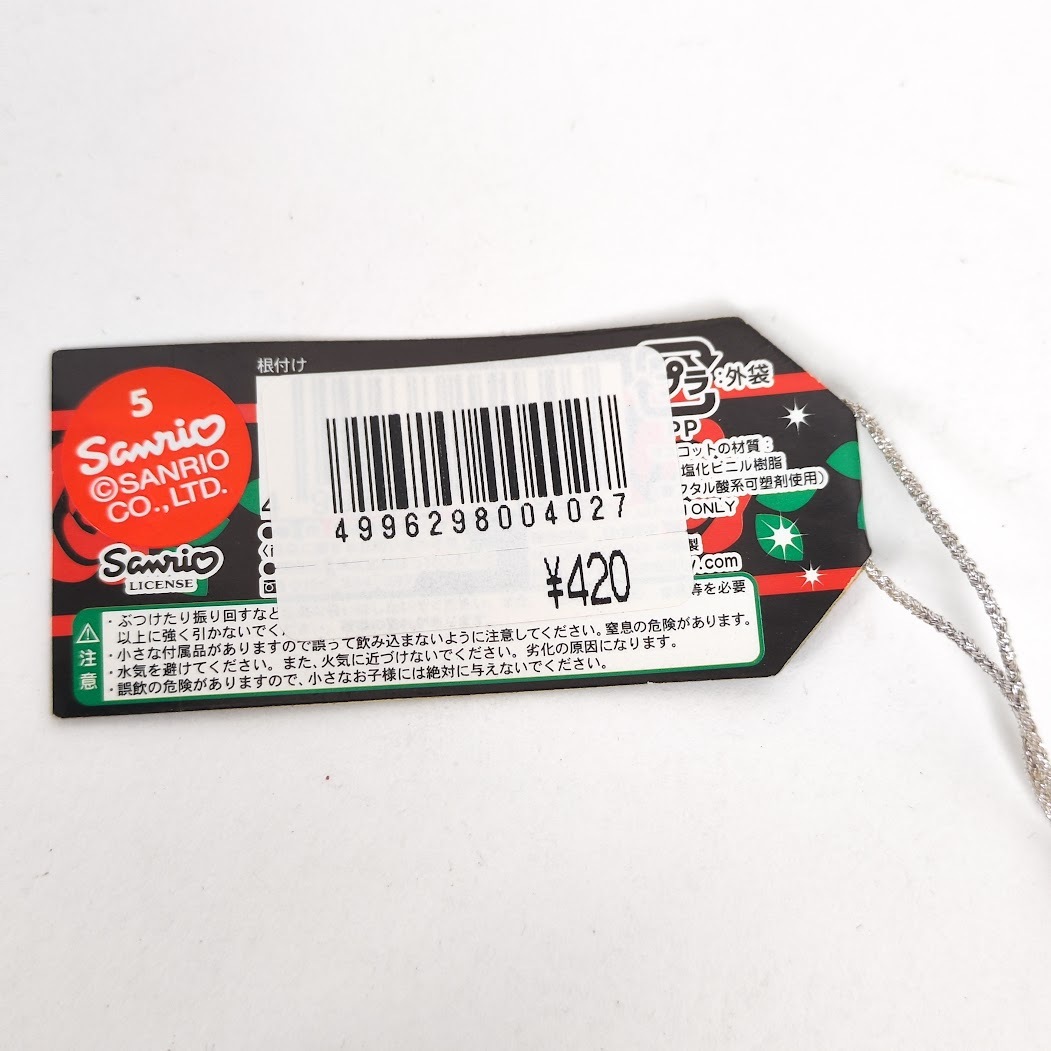 根付け
5
Sanrio
©SANRIO
CO., LTD.
Sanrio
LICENSE
4996298004027
¥420
プラ
:外袋
PP
コットの材質:
塩化ビニル樹脂
フタル酸系可塑剤使用)
ONLY
製
y.com
等を必要
注意
・ぶつけたり振り回すなど
以上に強く引かないでく
・小さな付属品がありますので誤って飲み込まないように注意してください。窒息の危険があります。
・水気を避けてください。また、火気に近づけないでください。劣化の原因になります。
・誤飲の危険がありますので、小さなお子様には絶対に与えないでください。